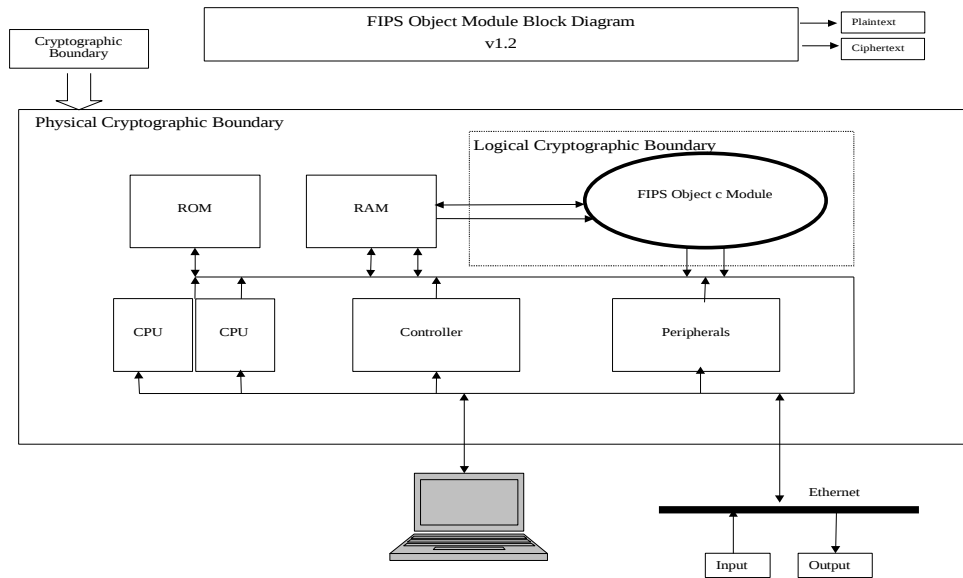 FIPS Object Module Block Diagram
v1.2
Plaintext
Ciphertext
Cryptographic
Boundary
Physical Cryptographic Boundary
Logical Cryptographic Boundary
ROM
RAM
FIPS Object c Module
CPU
CPU
Controller
Peripherals
Ethernet
Input
Output